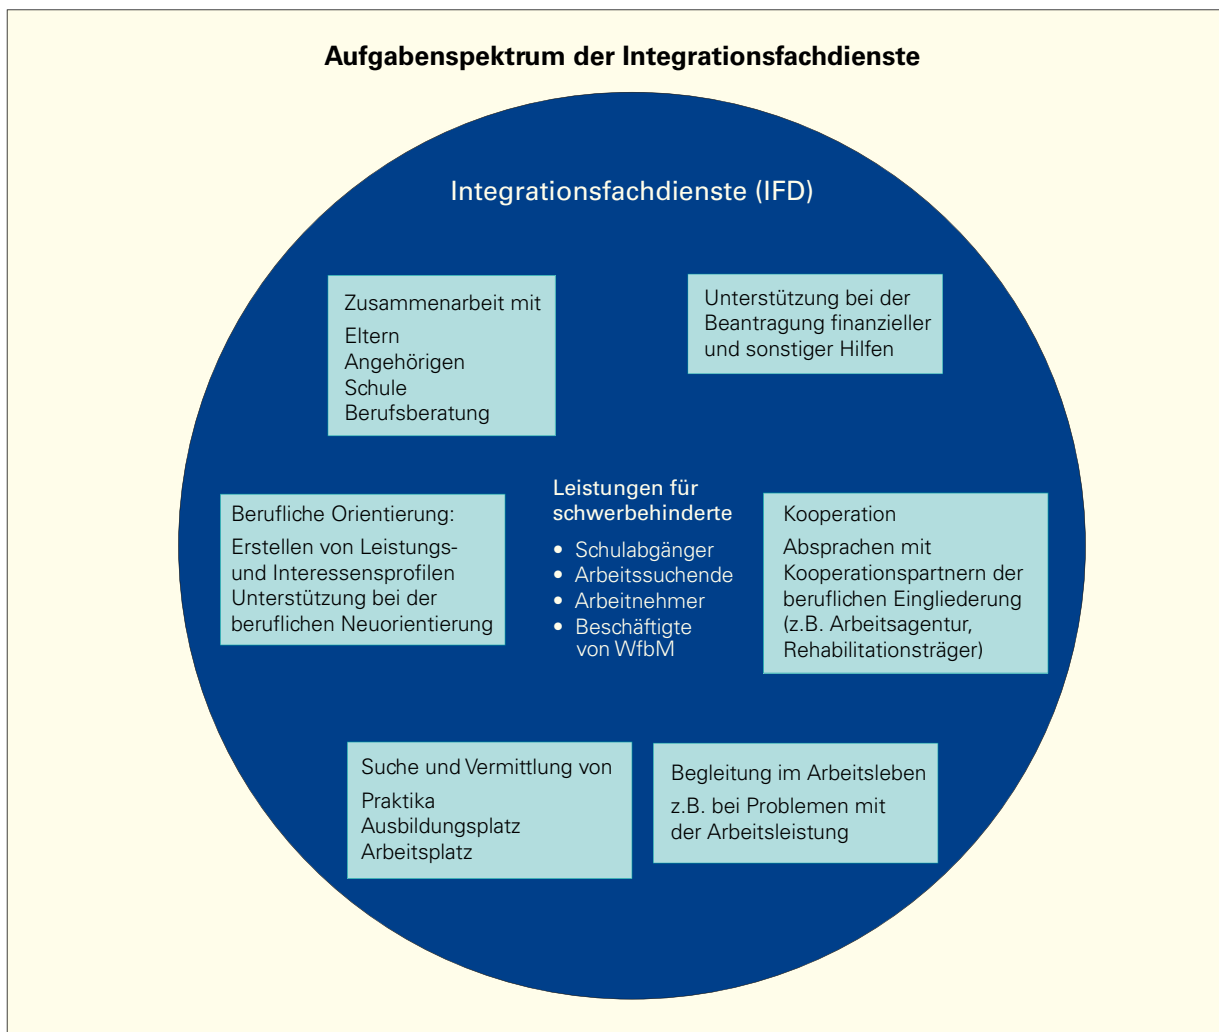 Aufgabenspektrum der Integrationsfachdienste
Integrationsfachdienste (IFD)
Zusammenarbeit mit
Eltern
Angehörigen
Schule
Berufsberatung
Unterstützung bei der
Beantragung finanzieller
und sonstiger Hilfen
Berufliche Orientierung:
Erstellen von Leistungs-
und Interessensprofilen
Unterstützung bei der
beruflichen Neuorientierung
Leistungen für
schwerbehinderte
• Schulabgänger
• Arbeitssuchende
• Arbeitnehmer
• Beschäftigte
von WfbM
Kooperation
Absprachen mit
Kooperationspartnern der
beruflichen Eingliederung
(z.B. Arbeitsagentur,
Rehabilitationsträger)
Suche und Vermittlung von
Praktika
Ausbildungsplatz
Arbeitsplatz
Begleitung im Arbeitsleben
z.B. bei Problemen mit
der Arbeitsleistung